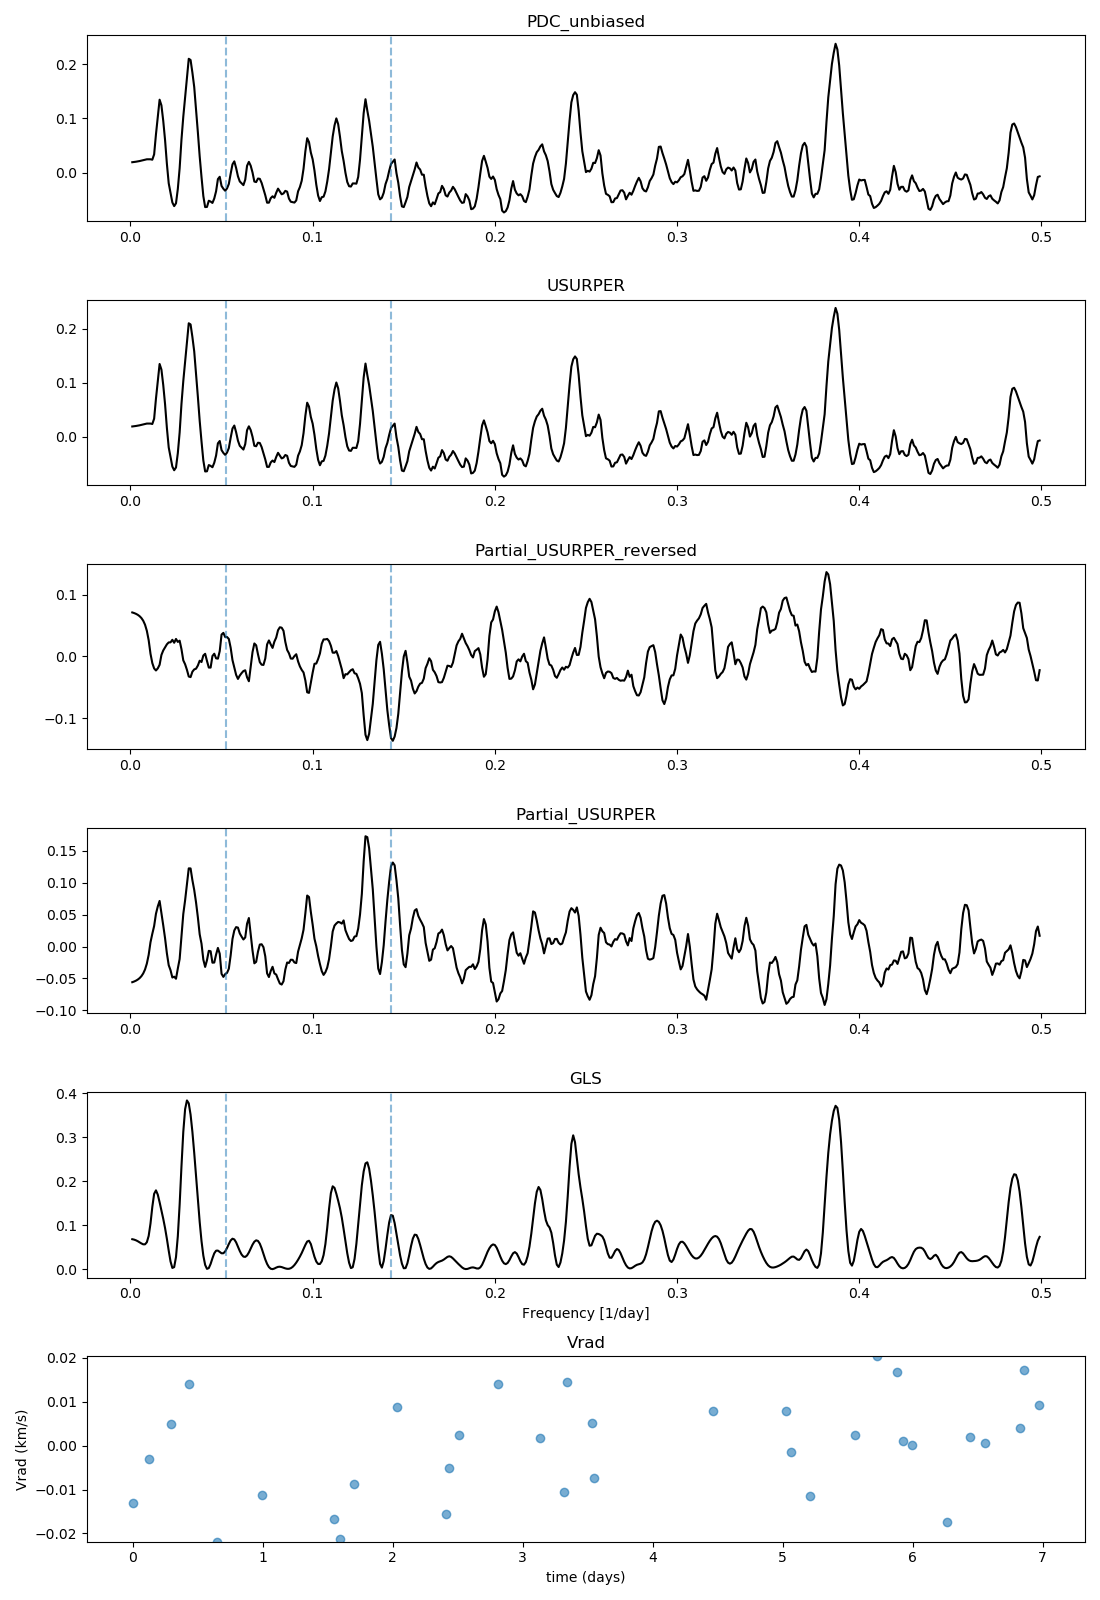 PDC_unbiased
0.2
0.1
0.0
0.0 0.1 0.2 0.3 0.4 0.5
USURPER
0.2
0.1
0.0
0.0 0.1 0.2 0.3 0.4 0.5
Partial_USURPER_reversed
0.1
0.0
−0.1
0.0 0.1 0.2 0.3 0.4 0.5
Partial_USURPER
0.15
0.10
0.05
0.00
−0.05
−0.10
0.0 0.1 0.2 0.3 0.4 0.5
GLS
0.4
0.3
0.2
0.1
0.0
0.0 0.1 0.2 0.3 0.4 0.5
Frequency [1/day]
Vrad
Vrad (km/s)
0.02
0.01
0.00
−0.01
−0.02
0 1 2 3 4 5 6 7
time (days)